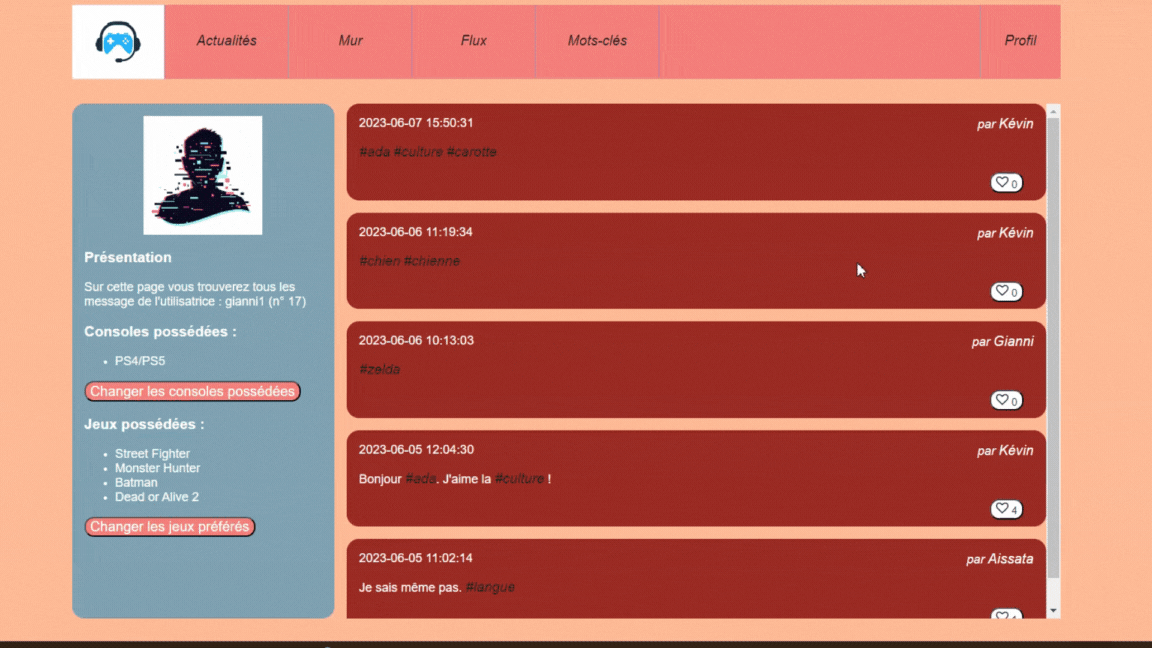 Actualités
Mur
Flux
Mots-clés
Profil
Présentation
Sur cette page vous trouverez tous les
message de l'utilisatrice : gianni1 (n° 17)
Consoles possédées :
PS4/PS5
Changer les consoles possédées
Jeux possédées :
Street Fighter
Monster Hunter
Batman
Dead or Alive 2
Changer les jeux préférés
2023-06-07 15:50:31
par Kévin
#ada #culture #carotte
0
2023-06-06 11:19:34
par Kévin
#chien #chienne
0
2023-06-06 10:13:03
par Gianni
#zelda
0
2023-06-05 12:04:30
par Kévin
Bonjour #ada. J'aime la #culture !
4
2023-06-05 11:02:14
par Aissata
Je sais même pas. #langue